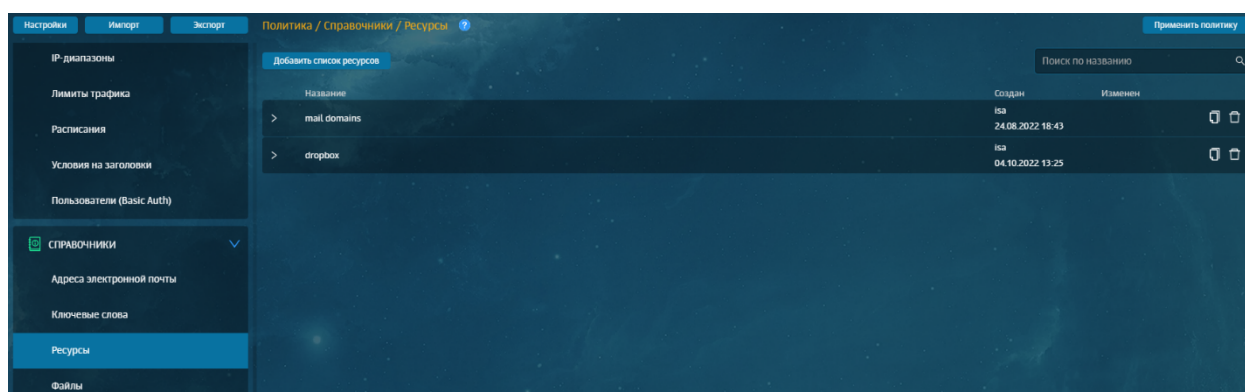 Настройки Импорт Экспорт Политика / Справочники / Ресурсы ? Применить политику
IP-диапазоны
Добавить список ресурсов Поиск по названию
Лимиты трафика
Название Создан Изменен
mail domains isa
24.08.2022 18:43
Расписания
dropbox isa
04.10.2022 13:25
Условия на заголовки
Пользователи (Basic Auth)
СПРАВОЧНИКИ
Адреса электронной почты
Ключевые слова
Ресурсы
Файлы